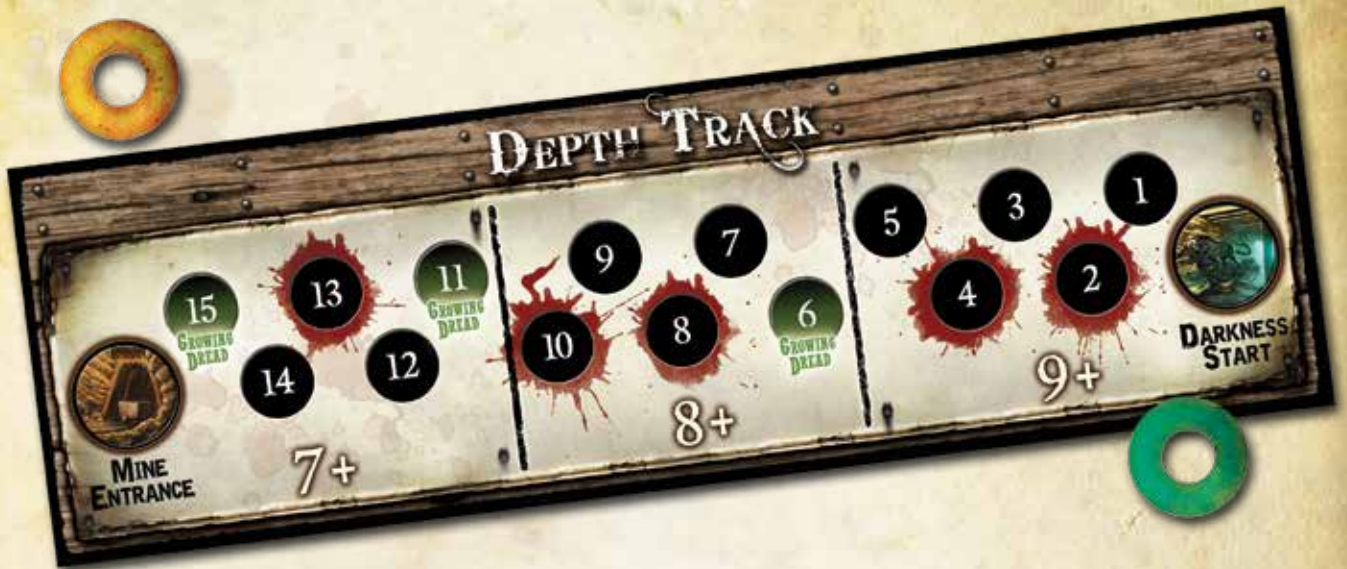 DEPTH TRACK
15
GROWING
DREAD
13
11
GROWING
DREAD
14
12
MINE
ENTRANCE
7+
9
7
10
8
6
GROWING
DREAD
8+
5
3
1
4
2
DARKNESS
START
9+